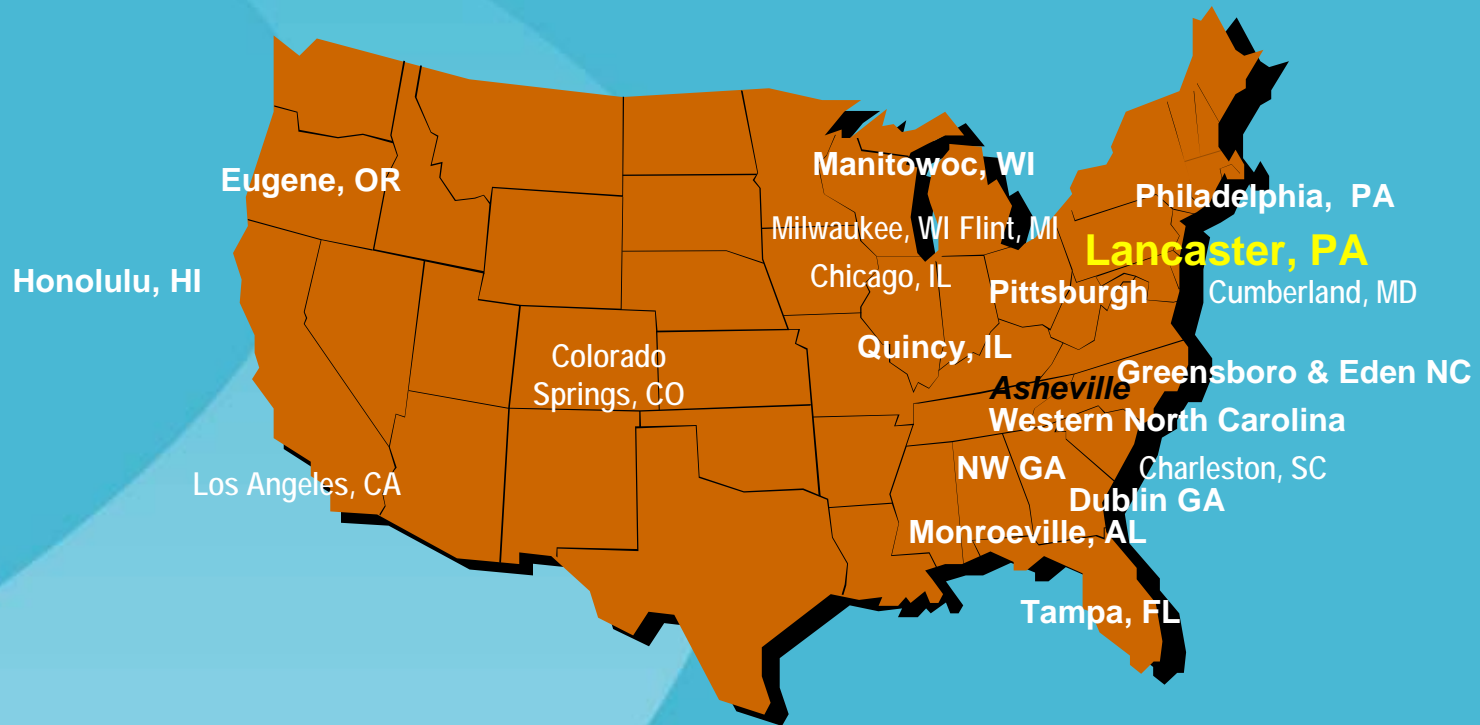 Manitowoc, WI
Eugene, OR
Philadelphia, PA
Milwaukee, WI Flint, MI
Lancaster, PA
Honolulu, HI
Chicago, IL
Pittsburgh
Cumberland, MD
Quincy, IL
Colorado
Springs, CO
Greensboro & Eden NC
Asheville
Western North Carolina
Los Angeles, CA
NW GA
Charleston, SC
Dublin GA
Monroeville, AL
Tampa, FL